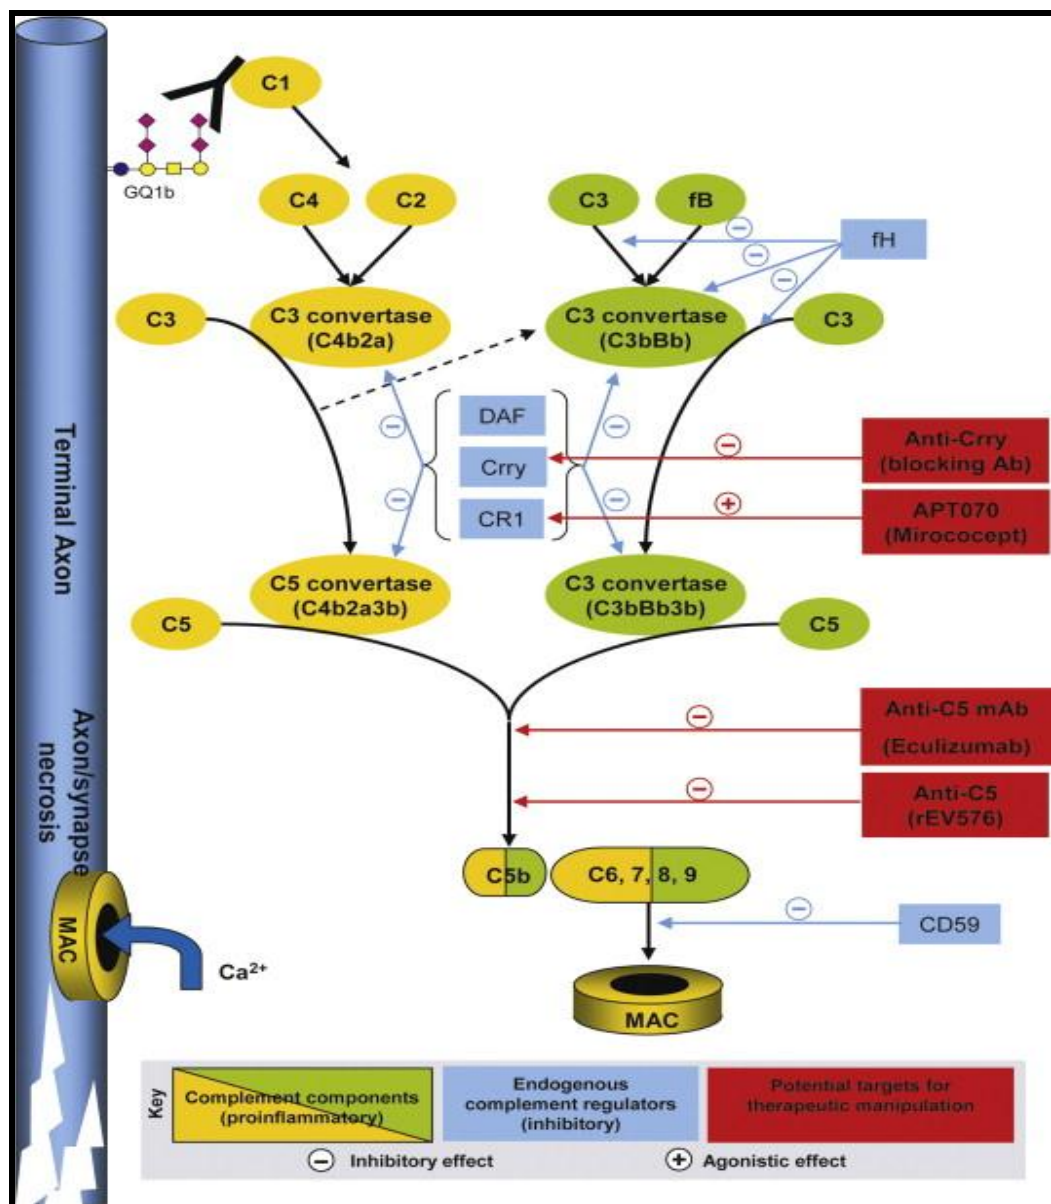 C1
GQ1b
C4
C2
C3
fB
fH
C3
C3 convertase
(C4b2a)
C3 convertase
(C3bBb)
C3
DAF
Crry
CR1
Anti-Crry
(blocking Ab)
APT070
(Mirococept)
Terminal Axon
C5 convertase
(C4b2a3b)
C3 convertase
(C3bBb3b)
C5
C5
Anti-C5 mAb
(Eculizumab)
Anti-C5
(rEV576)
Axon/synapse
necrosis
C5b
C6, 7, 8, 9
CD59
MAC
Ca²⁺
MAC
Key
Complement components
(proinflammatory)
Endogenous
complement regulators
(inhibitory)
Potential targets for
therapeutic manipulation
− Inhibitory effect
+ Agonistic effect